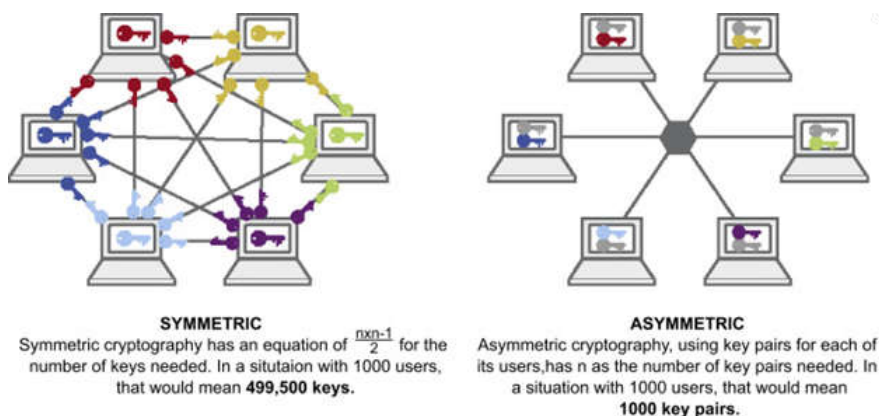 SYMMETRIC
Symmetric cryptography has an equation of nxn-1/2 for the
number of keys needed. In a situtaion with 1000 users,
that would mean 499,500 keys.
ASYMMETRIC
Asymmetric cryptography, using key pairs for each of
its users,has n as the number of key pairs needed. In
a situation with 1000 users, that would mean
1000 key pairs.